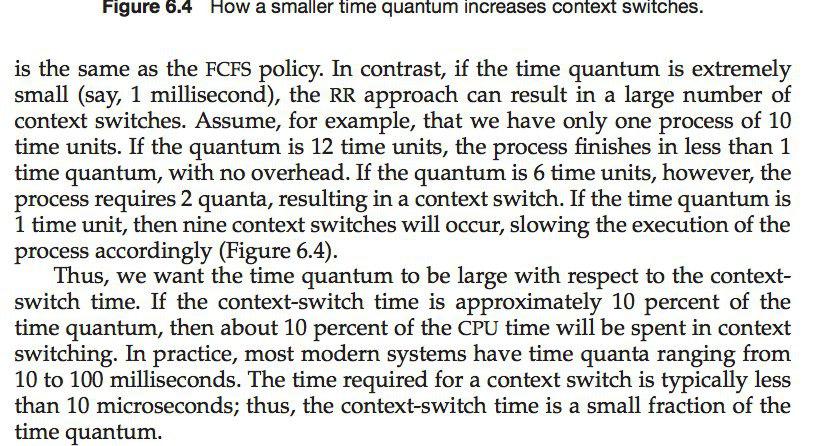 Figure 6.4 How a smaller time quantum increases context switches.
is the same as the FCFS policy. In contrast, if the time quantum is extremely
small (say, 1 millisecond), the RR approach can result in a large number of
context switches. Assume, for example, that we have only one process of 10
time units. If the quantum is 12 time units, the process finishes in less than 1
time quantum, with no overhead. If the quantum is 6 time units, however, the
process requires 2 quanta, resulting in a context switch. If the time quantum is
1 time unit, then nine context switches will occur, slowing the execution of the
process accordingly (Figure 6.4).
Thus, we want the time quantum to be large with respect to the context-
switch time. If the context-switch time is approximately 10 percent of the
time quantum, then about 10 percent of the CPU time will be spent in context
switching. In practice, most modern systems have time quanta ranging from
10 to 100 milliseconds. The time required for a context switch is typically less
than 10 microseconds; thus, the context-switch time is a small fraction of the
time quantum.